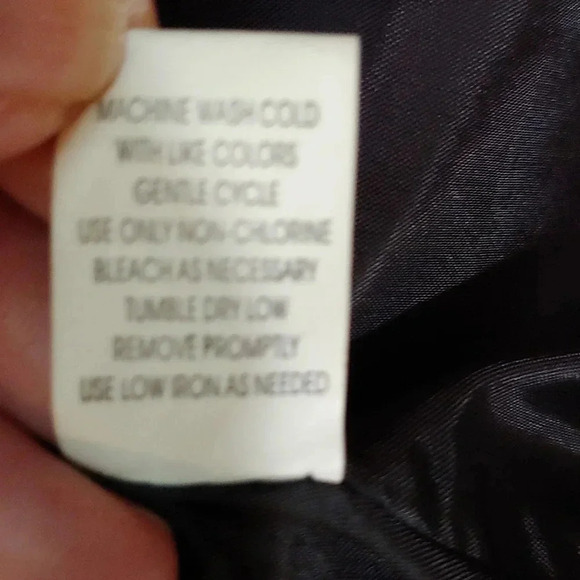 MACHINE WASH COLD
WITH LIKE COLORS
GENTLE CYCLE
USE ONLY NON-CHLORINE
BLEACH AS NECESSARY
TUMBLE DRY LOW
REMOVE PROMPTLY
USE LOW IRON AS NEEDED